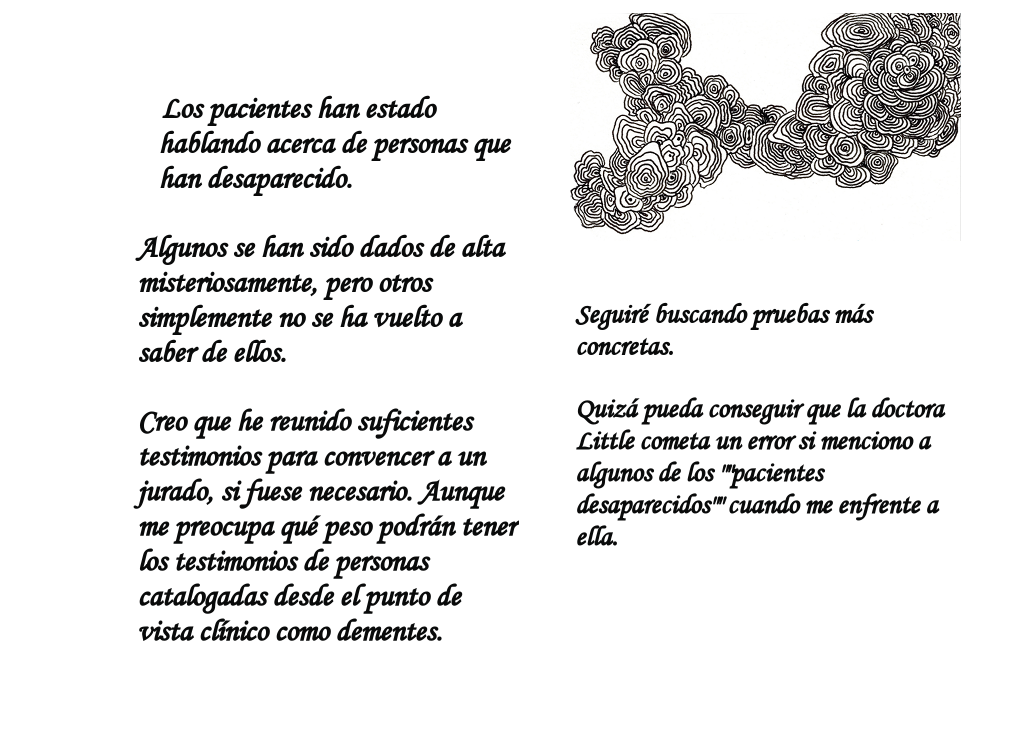 Los pacientes han estado
hablando acerca de personas que
han desaparecido.
Algunos se han sido dados de alta
misteriosamente, pero otros
simplemente no se ha vuelto a
saber de ellos.
Creo que he reunido suficientes
testimonios para convencer a un
jurado, si fuese necesario. Aunque
me preocupa qué peso podrán tener
los testimonios de personas
catalogadas desde el punto de
vista clínico como dementes.
Seguiré buscando pruebas más
concretas.
Quizá pueda conseguir que la doctora
Little cometa un error si menciono a
algunos de los ""pacientes
desaparecidos"" cuando me enfrente a
ella.